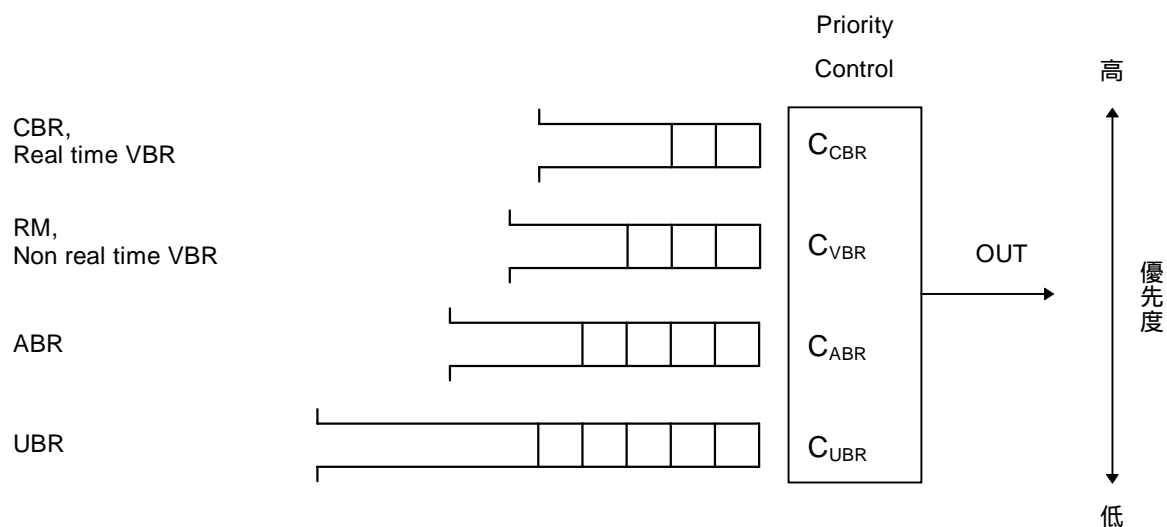 Priority
Control
高
CBR,
Real time VBR
C_CBR
RM,
Non real time VBR
C_VBR
OUT
優先度
ABR
C_ABR
UBR
C_UBR
低